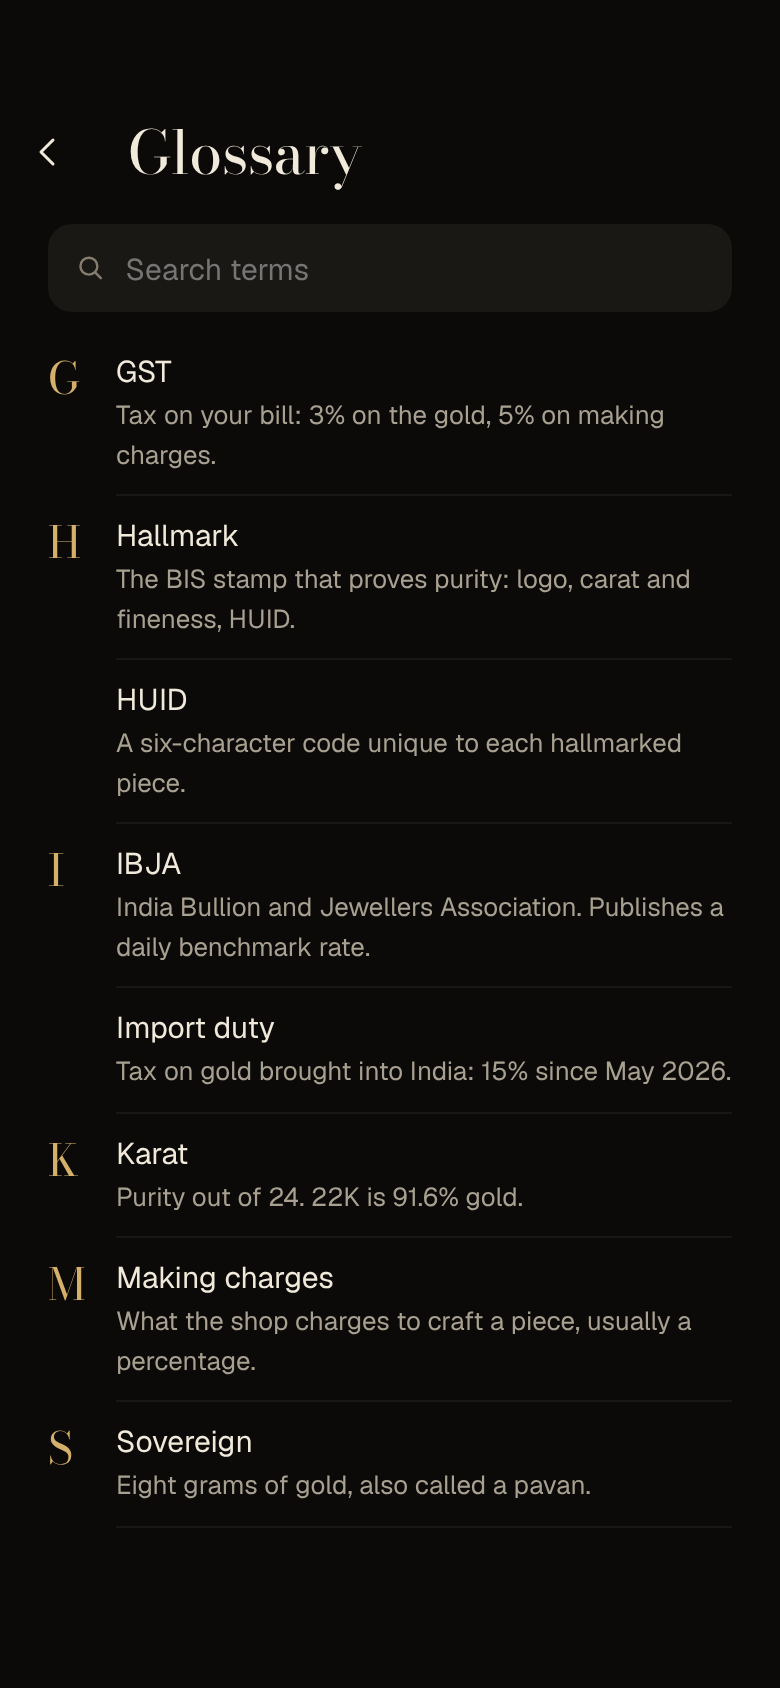 Glossary
Search terms
G
GST
Tax on your bill: 3% on the gold, 5% on making
charges.
H
Hallmark
The BIS stamp that proves purity: logo, carat and
fineness, HUID.
HUID
A six-character code unique to each hallmarked
piece.
I
IBJA
India Bullion and Jewellers Association. Publishes a
daily benchmark rate.
Import duty
Tax on gold brought into India: 15% since May 2026.
K
Karat
Purity out of 24. 22K is 91.6% gold.
M
Making charges
What the shop charges to craft a piece, usually a
percentage.
S
Sovereign
Eight grams of gold, also called a pavan.